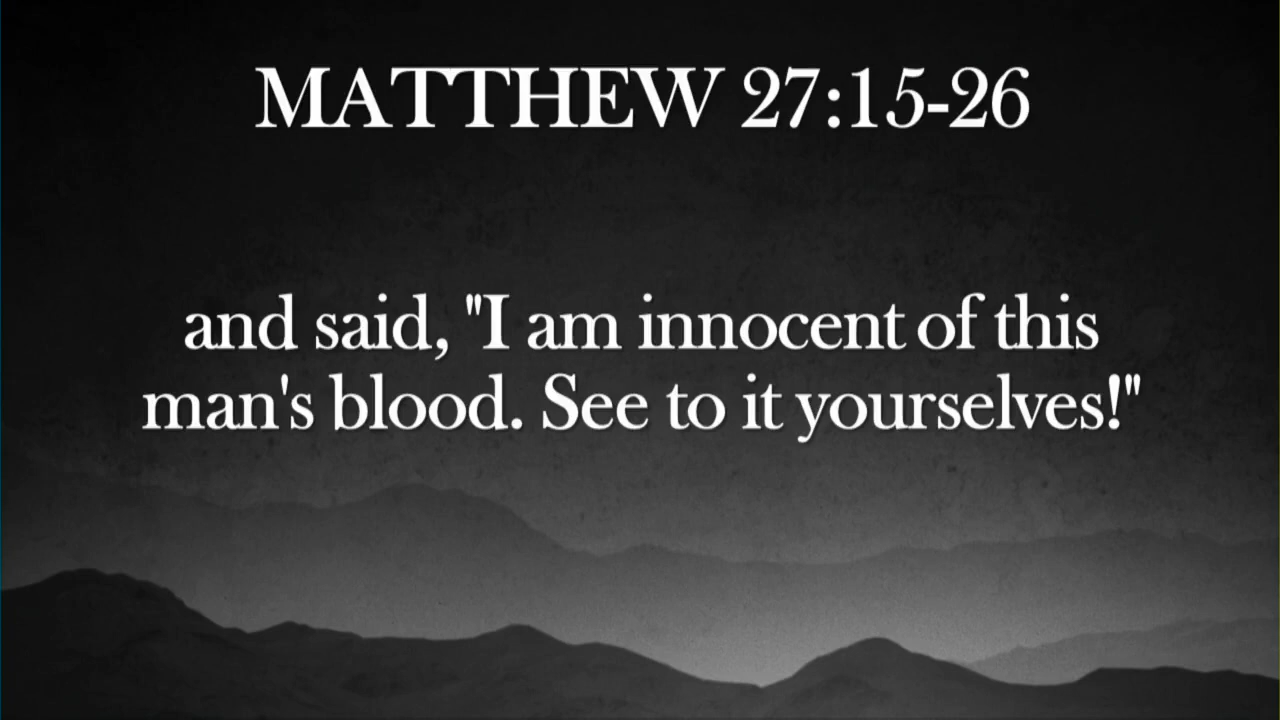 MATTHEW 27:15-26
and said, "I am innocent of this
man's blood. See to it yourselves!"